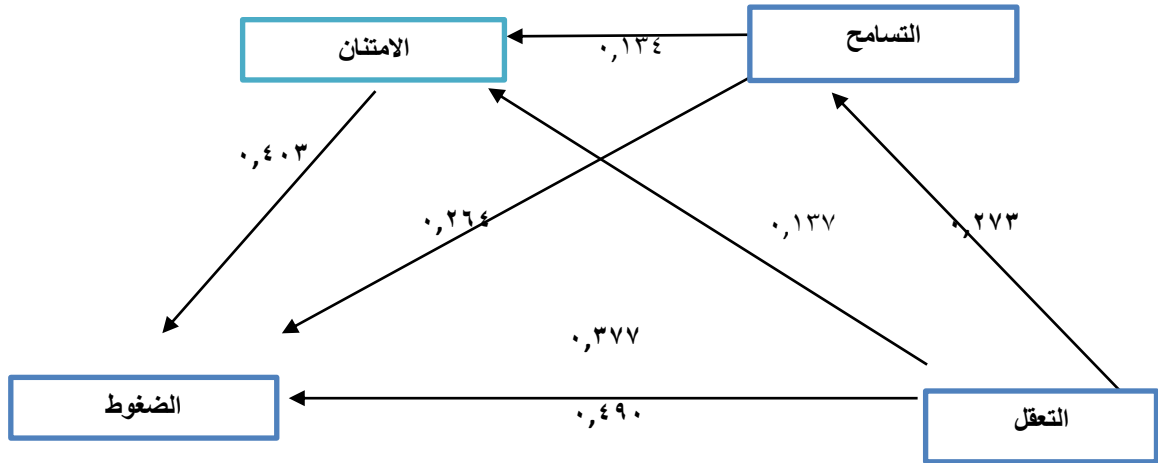 التسامح
الامتنان
٠,١٣٤
٠,٤٠٣
٠,٢٦٤
٠,١٣٧
٠,٢٧٣
٠,٣٧٧
الضغوط
التعقل
٠,٤٩٠